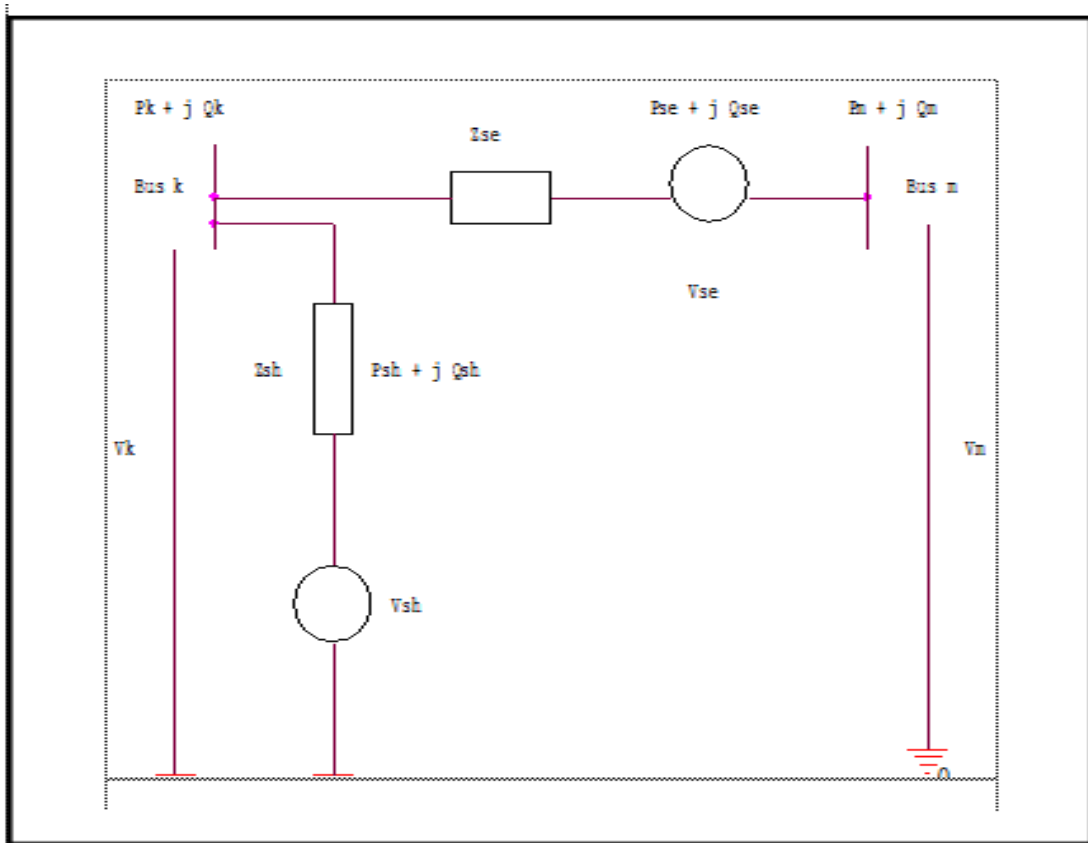 Pk + j Qk
Pse + j Qse
Pm + j Qm
Zse
Bus k
Bus m
Vse
Zsh
Psh + j Qsh
Vk
Vm
Vsh
0